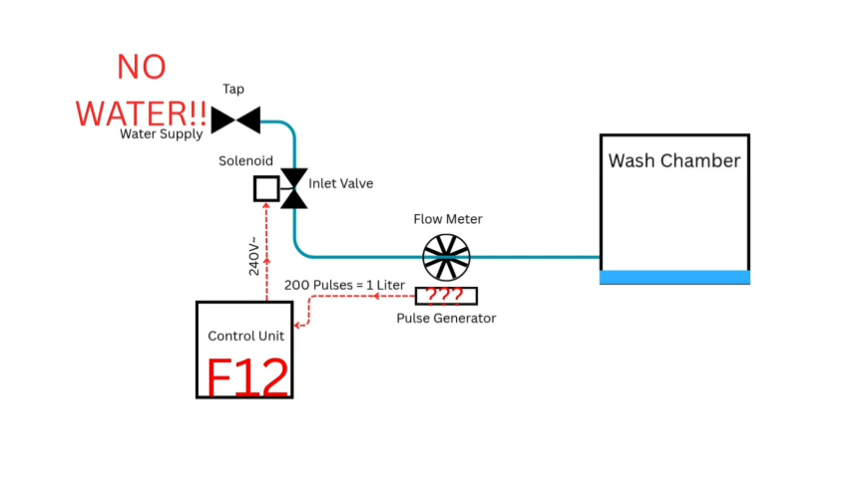 NO
WATER!!
Tap
Water Supply
Solenoid
Inlet Valve
Wash Chamber
Flow Meter
240V~
200 Pulses = 1 Liter
???
Pulse Generator
Control Unit
F12